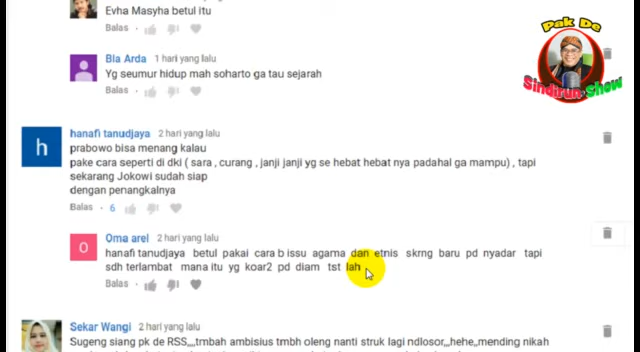 Evha Masyha betul itu
Balas
Pak De
Sindirun Show
Bla Arda 1 hari yang lalu
Yg seumur hidup mah soharto ga tau sejarah
Balas
h
hanafi tanudjaya 2 hari yang lalu
prabowo bisa menang kalau
pake cara seperti di dki ( sara , curang , janji janji yg se hebat hebat nya padahal ga mampu) , tapi
sekarang Jokowi sudah siap
dengan penangkalnya
Balas 6
O
Oma arel 2 hari yang lalu
hanafi tanudjaya betul pakai cara b issu agama dan etnis skrng baru pd nyadar tapi
sdh terlambat mana itu yg koar2 pd diam tst lah
Balas
Sekar Wangi 2 hari yang lalu
Sugeng siang pk de RSS,,,,tmbah ambisius tmbh oleng nanti struk lagi ndlosor,,,hehe,,mending nikah